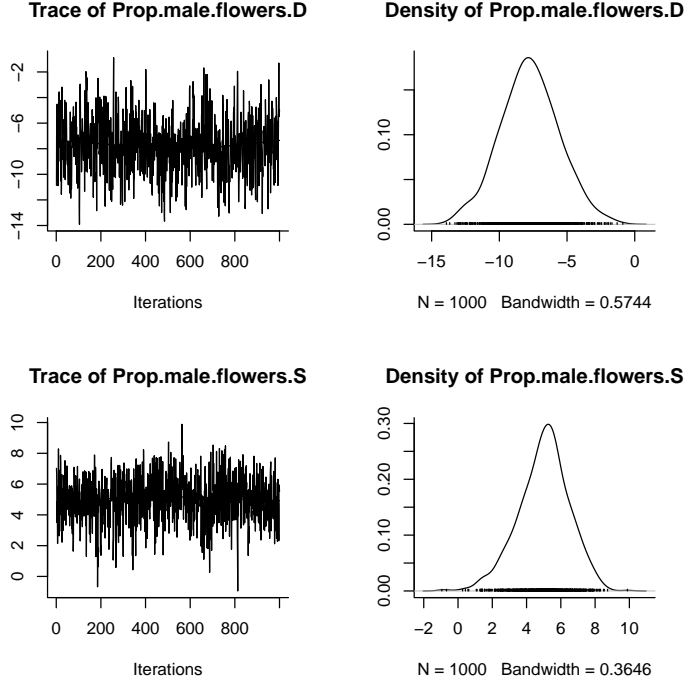 Trace of Prop.male.flowers.D
−14 −10 −6 −2
0 200 400 600 800
Iterations
Density of Prop.male.flowers.D
0.00 0.10
−15 −10 −5 0
N = 1000 Bandwidth = 0.5744
Trace of Prop.male.flowers.S
0 2 4 6 8 10
0 200 400 600 800
Iterations
Density of Prop.male.flowers.S
0.00 0.10 0.20 0.30
−2 0 2 4 6 8 10
N = 1000 Bandwidth = 0.3646